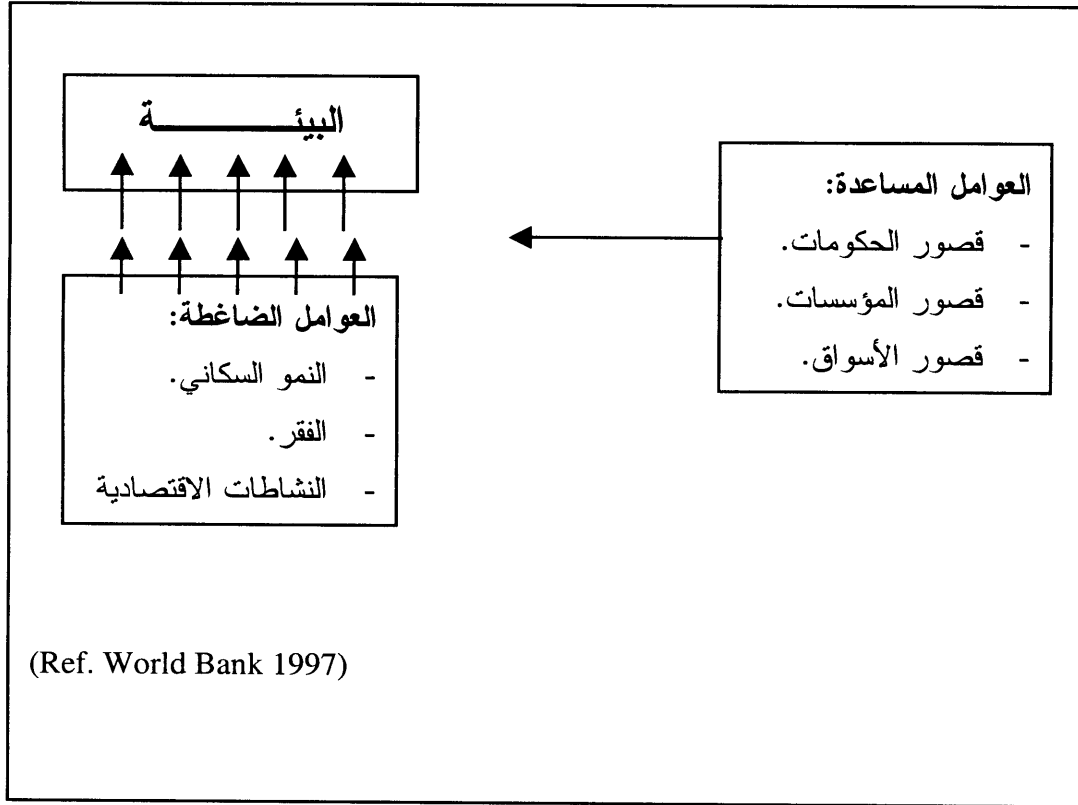 البيئـــــــــــة
العوامل المساعدة:
- قصور الحكومات.
- قصور المؤسسات.
- قصور الأسواق.
العوامل الضاغطة:
- النمو السكاني.
- الفقر.
- النشاطات الاقتصادية
(Ref. World Bank 1997)